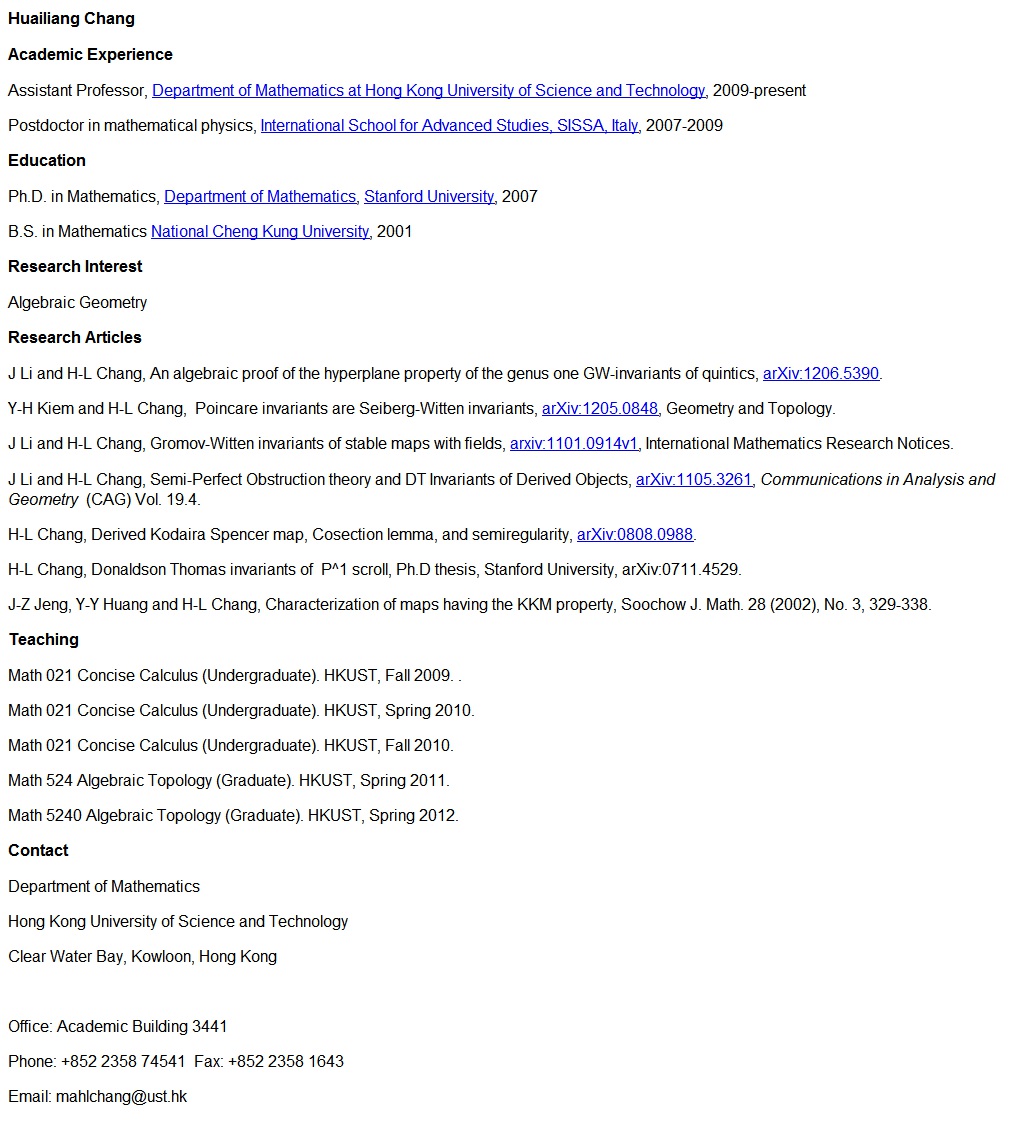 Huailiang Chang
Academic Experience
Assistant Professor, Department of Mathematics at Hong Kong University of Science and Technology, 2009-present
Postdoctor in mathematical physics, International School for Advanced Studies, SISSA, Italy, 2007-2009
Education
Ph.D. in Mathematics, Department of Mathematics, Stanford University, 2007
B.S. in Mathematics National Cheng Kung University, 2001
Research Interest
Algebraic Geometry
Research Articles
J Li and H-L Chang, An algebraic proof of the hyperplane property of the genus one GW-invariants of quintics, arXiv:1206.5390.
Y-H Kiem and H-L Chang,  Poincare invariants are Seiberg-Witten invariants, arXiv:1205.0848, Geometry and Topology.
J Li and H-L Chang, Gromov-Witten invariants of stable maps with fields, arxiv:1101.0914v1, International Mathematics Research Notices.
J Li and H-L Chang, Semi-Perfect Obstruction theory and DT Invariants of Derived Objects, arXiv:1105.3261, Communications in Analysis and
Geometry  (CAG) Vol. 19.4.
H-L Chang, Derived Kodaira Spencer map, Cosection lemma, and semiregularity, arXiv:0808.0988.
H-L Chang, Donaldson Thomas invariants of  P^1 scroll, Ph.D thesis, Stanford University, arXiv:0711.4529.
J-Z Jeng, Y-Y Huang and H-L Chang, Characterization of maps having the KKM property, Soochow J. Math. 28 (2002), No. 3, 329-338.
Teaching
Math 021 Concise Calculus (Undergraduate). HKUST, Fall 2009. .
Math 021 Concise Calculus (Undergraduate). HKUST, Spring 2010.
Math 021 Concise Calculus (Undergraduate). HKUST, Fall 2010.
Math 524 Algebraic Topology (Graduate). HKUST, Spring 2011.
Math 5240 Algebraic Topology (Graduate). HKUST, Spring 2012.
Contact
Department of Mathematics
Hong Kong University of Science and Technology
Clear Water Bay, Kowloon, Hong Kong
Office: Academic Building 3441
Phone: +852 2358 74541  Fax: +852 2358 1643
Email: mahlchang@ust.hk